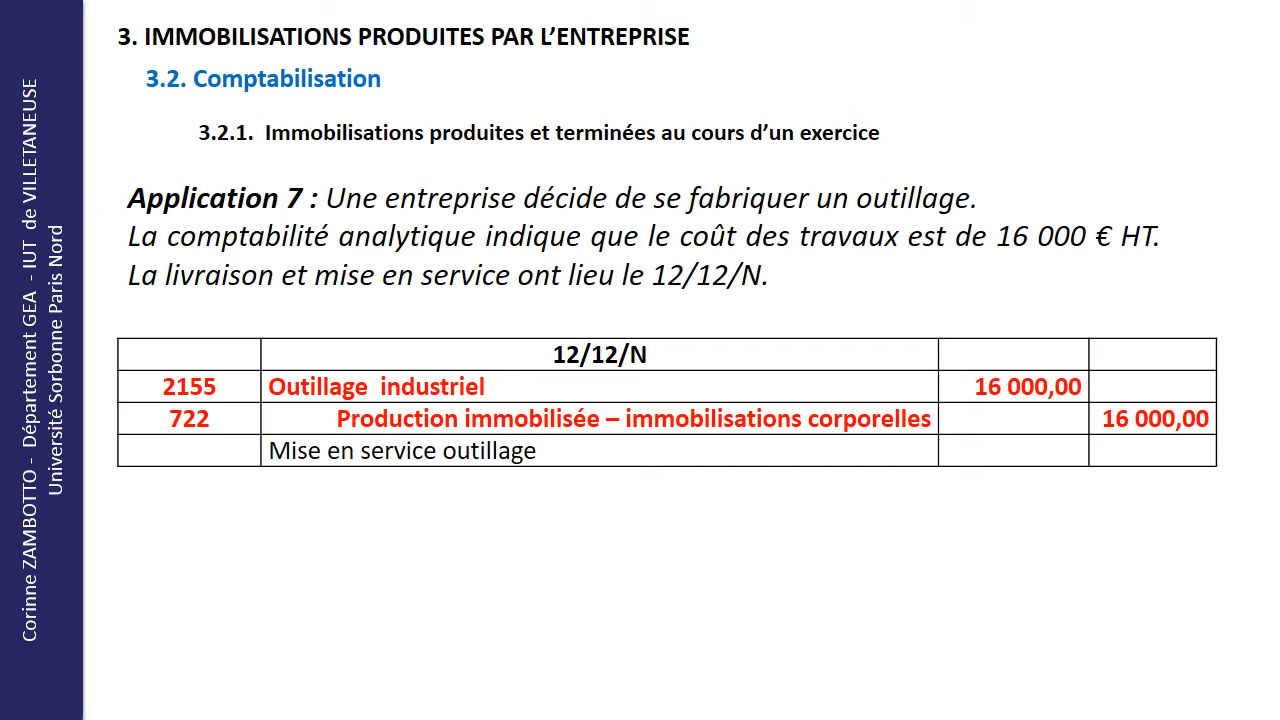 3. IMMOBILISATIONS PRODUITES PAR L’ENTREPRISE
3.2. Comptabilisation
3.2.1. Immobilisations produites et terminées au cours d’un exercice
Application 7 : Une entreprise décide de se fabriquer un outillage.
La comptabilité analytique indique que le coût des travaux est de 16 000 € HT.
La livraison et mise en service ont lieu le 12/12/N.
12/12/N
2155 Outillage industriel 16 000,00
722 Production immobilisée – immobilisations corporelles 16 000,00
Mise en service outillage
Corinne ZAMBOTTO - Département GEA - IUT de VILLETANEUSE
Université Sorbonne Paris Nord